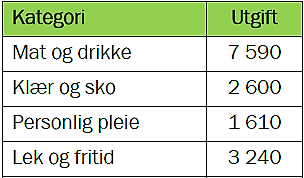 Kategori Utgift
Mat og drikke 7 590
Klær og sko 2 600
Personlig pleie 1 610
Lek og fritid 3 240